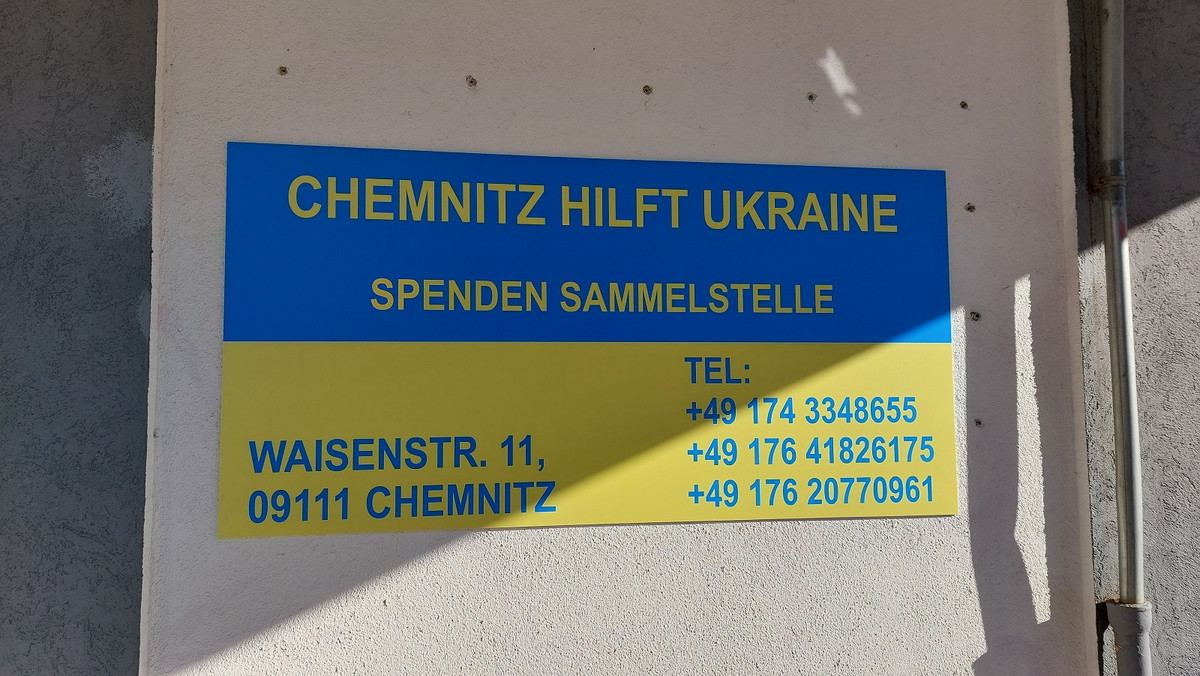 CHEMNITZ HILFT UKRAINE
SPENDEN SAMMELSTELLE
WAISENSTR. 11,
09111 CHEMNITZ
TEL:
+49 174 3348655
+49 176 41826175
+49 176 20770961